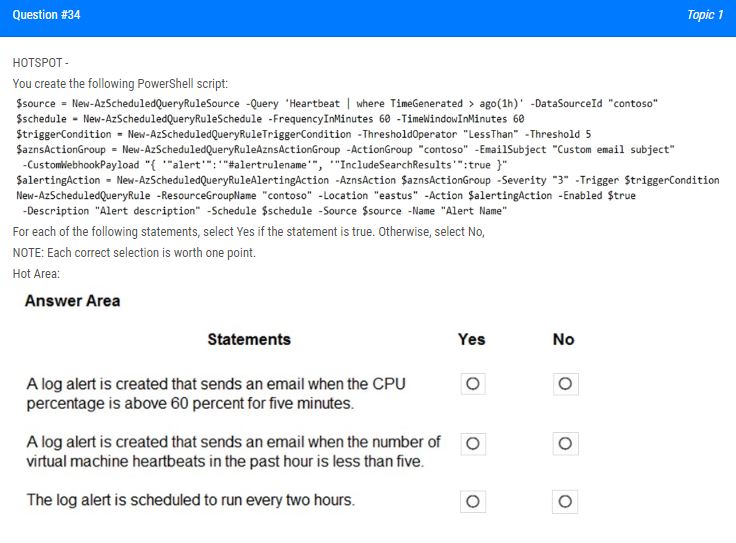 Question #34
Topic 1
HOTSPOT -
You create the following PowerShell script:
$source = New-AzScheduledQueryRuleSource -Query 'Heartbeat | where TimeGenerated > ago(1h)' -DataSourceId "contoso"
$schedule = New-AzScheduledQueryRuleSchedule -FrequencyInMinutes 60 -TimeWindowInMinutes 60
$triggerCondition = New-AzScheduledQueryRuleTriggerCondition -ThresholdOperator "LessThan" -Threshold 5
$aznsActionGroup = New-AzScheduledQueryRuleAznsActionGroup -ActionGroup "contoso" -EmailSubject "Custom email subject"
-CustomWebhookPayload "{ `"alert`":`"#alertrulename`", `"IncludeSearchResults`":true }"
$alertingAction = New-AzScheduledQueryRuleAlertingAction -AznsAction $aznsActionGroup -Severity "3" -Trigger $triggerCondition
New-AzScheduledQueryRule -ResourceGroupName "contoso" -Location "eastus" -Action $alertingAction -Enabled $true
-Description "Alert description" -Schedule $schedule -Source $source -Name "Alert Name"
For each of the following statements, select Yes if the statement is true. Otherwise, select No,
NOTE: Each correct selection is worth one point.
Hot Area:
Answer Area
Statements Yes No
A log alert is created that sends an email when the CPU
percentage is above 60 percent for five minutes.
A log alert is created that sends an email when the number of
virtual machine heartbeats in the past hour is less than five.
The log alert is scheduled to run every two hours.